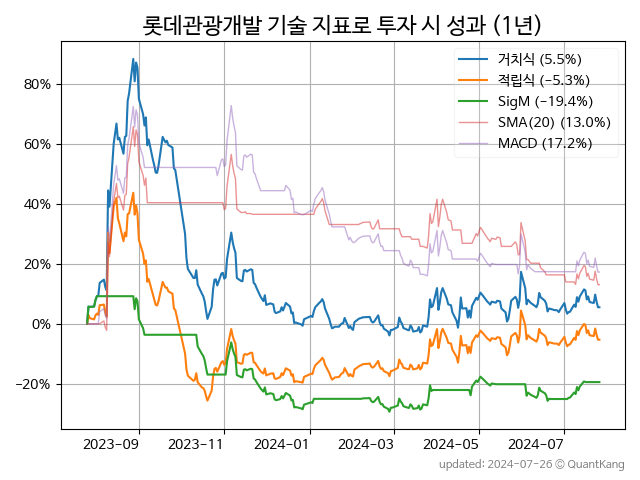 롯데관광개발 기술 지표로 투자 시 성과 (1년)
거치식 (5.5%)
적립식 (−5.3%)
SigM (−19.4%)
SMA(20) (13.0%)
MACD (17.2%)
80%
60%
40%
20%
0%
−20%
2023−09
2023−11
2024−01
2024−03
2024−05
2024−07
updated: 2024−07−26 © QuantKang